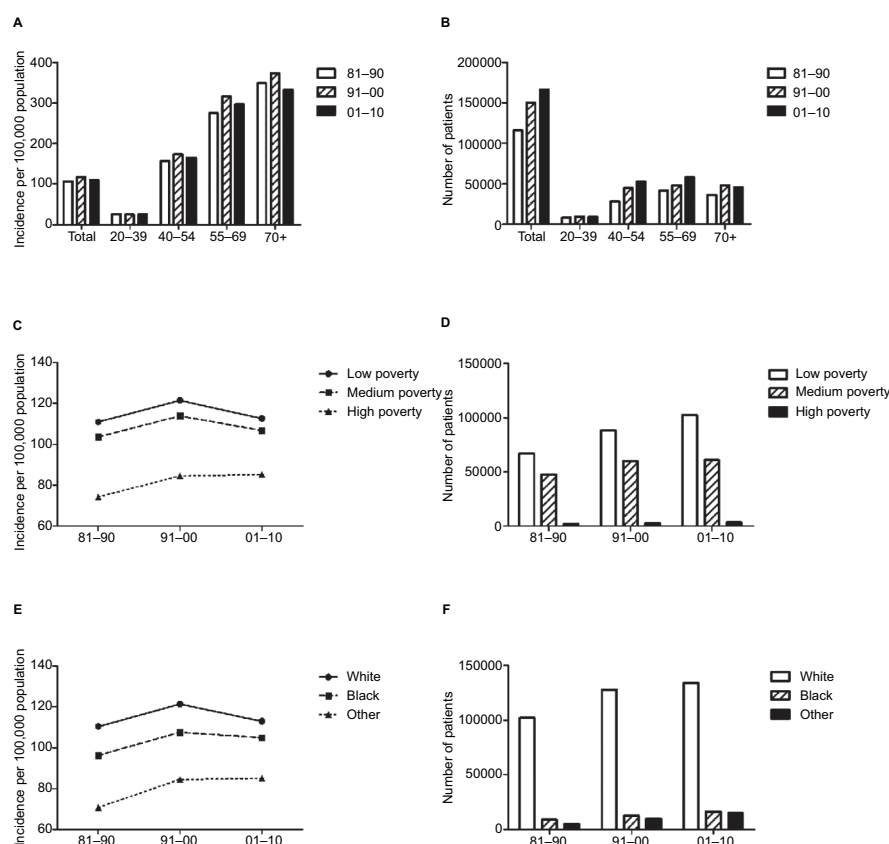 A
Incidence per 100,000 population
400
300
200
100
0
Total 20–39 40–54 55–69 70+
81–90
91–00
01–10
B
Number of patients
200000
150000
100000
50000
0
Total 20–39 40–54 55–69 70+
81–90
91–00
01–10
C
Incidence per 100,000 population
140
120
100
80
60
81–90 91–00 01–10
Low poverty
Medium poverty
High poverty
D
Number of patients
150000
100000
50000
0
81–90 91–00 01–10
Low poverty
Medium poverty
High poverty
E
Incidence per 100,000 population
140
120
100
80
60
81–90 91–00 01–10
White
Black
Other
F
Number of patients
150000
100000
50000
0
81–90 91–00 01–10
White
Black
Other